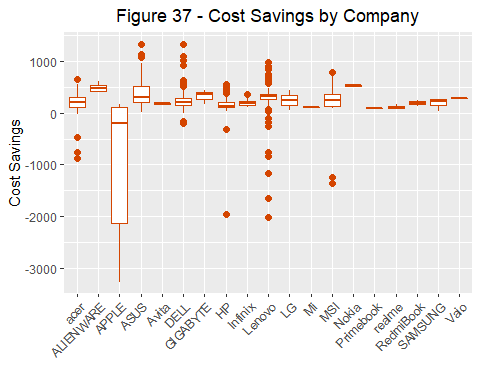 Figure 37 - Cost Savings by Company
Cost Savings
1000
0
-1000
-2000
-3000
acer
ALIENWARE
APPLE
ASUS
Avita
DELL
GIGABYTE
HP
Infinix
Lenovo
LG
Mi
MSI
Nokia
Primebook
realme
RedmiBook
SAMSUNG
Vaio